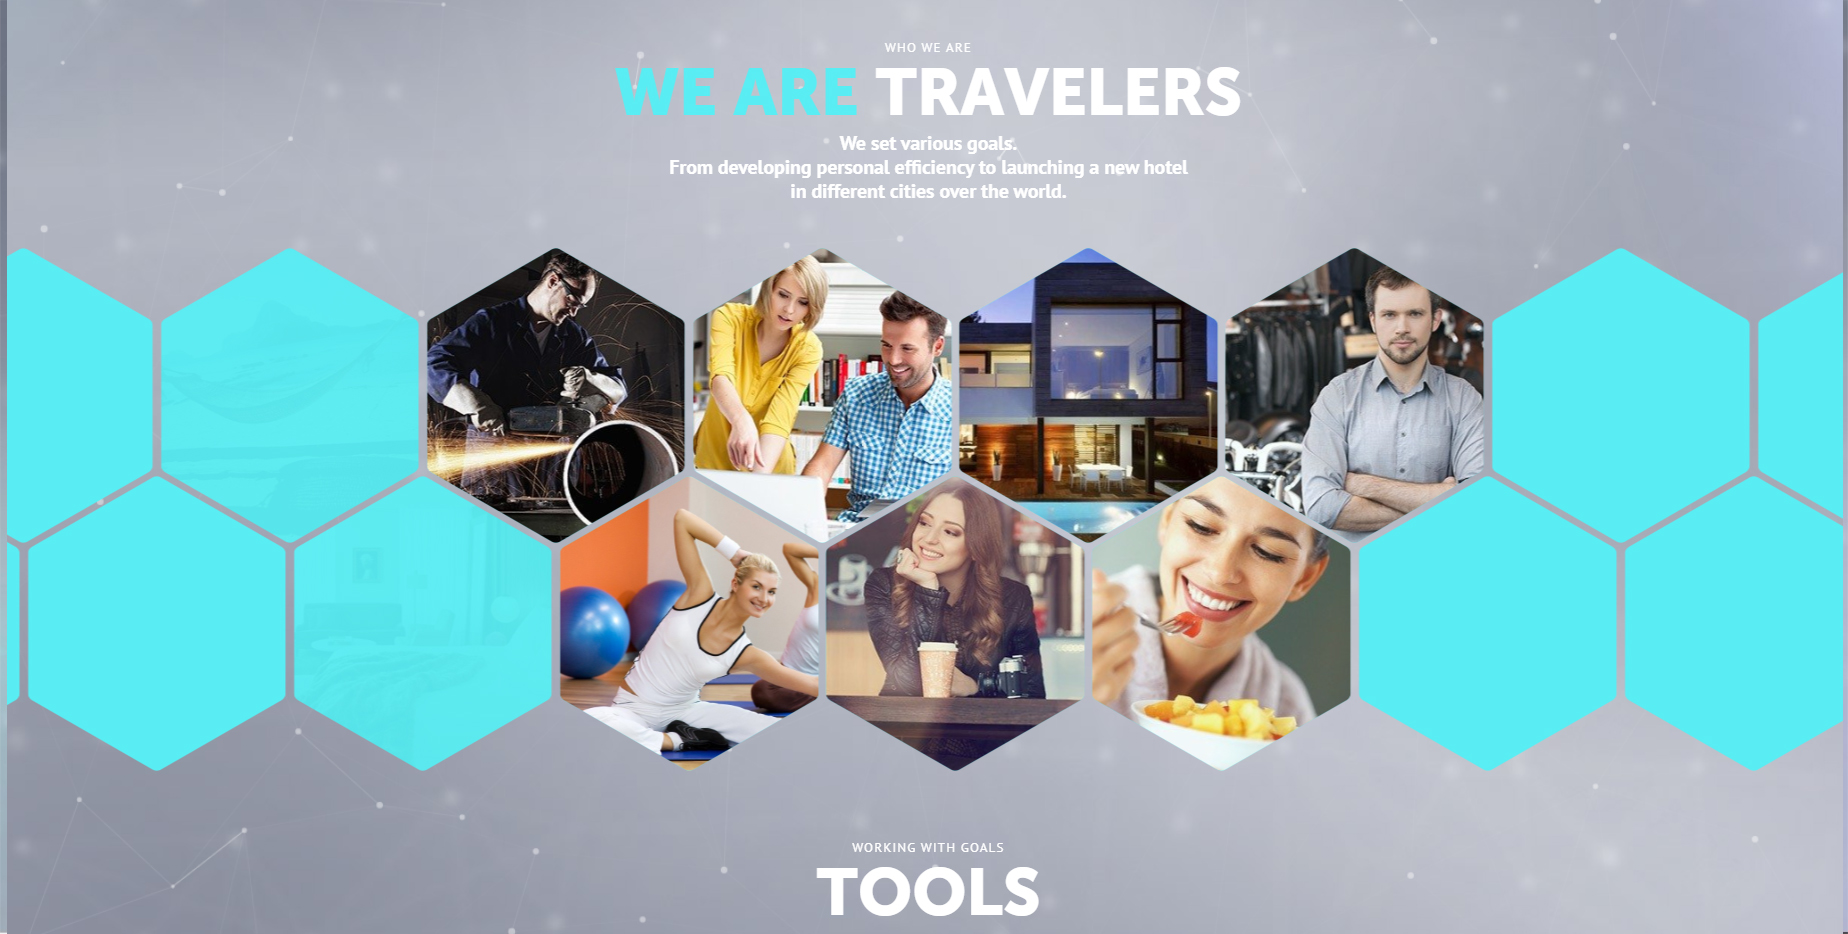 WHO WE ARE
WE ARE TRAVELERS
We set various goals.
From developing personal efficiency to launching a new hotel
in different cities over the world.
WORKING WITH GOALS
TOOLS